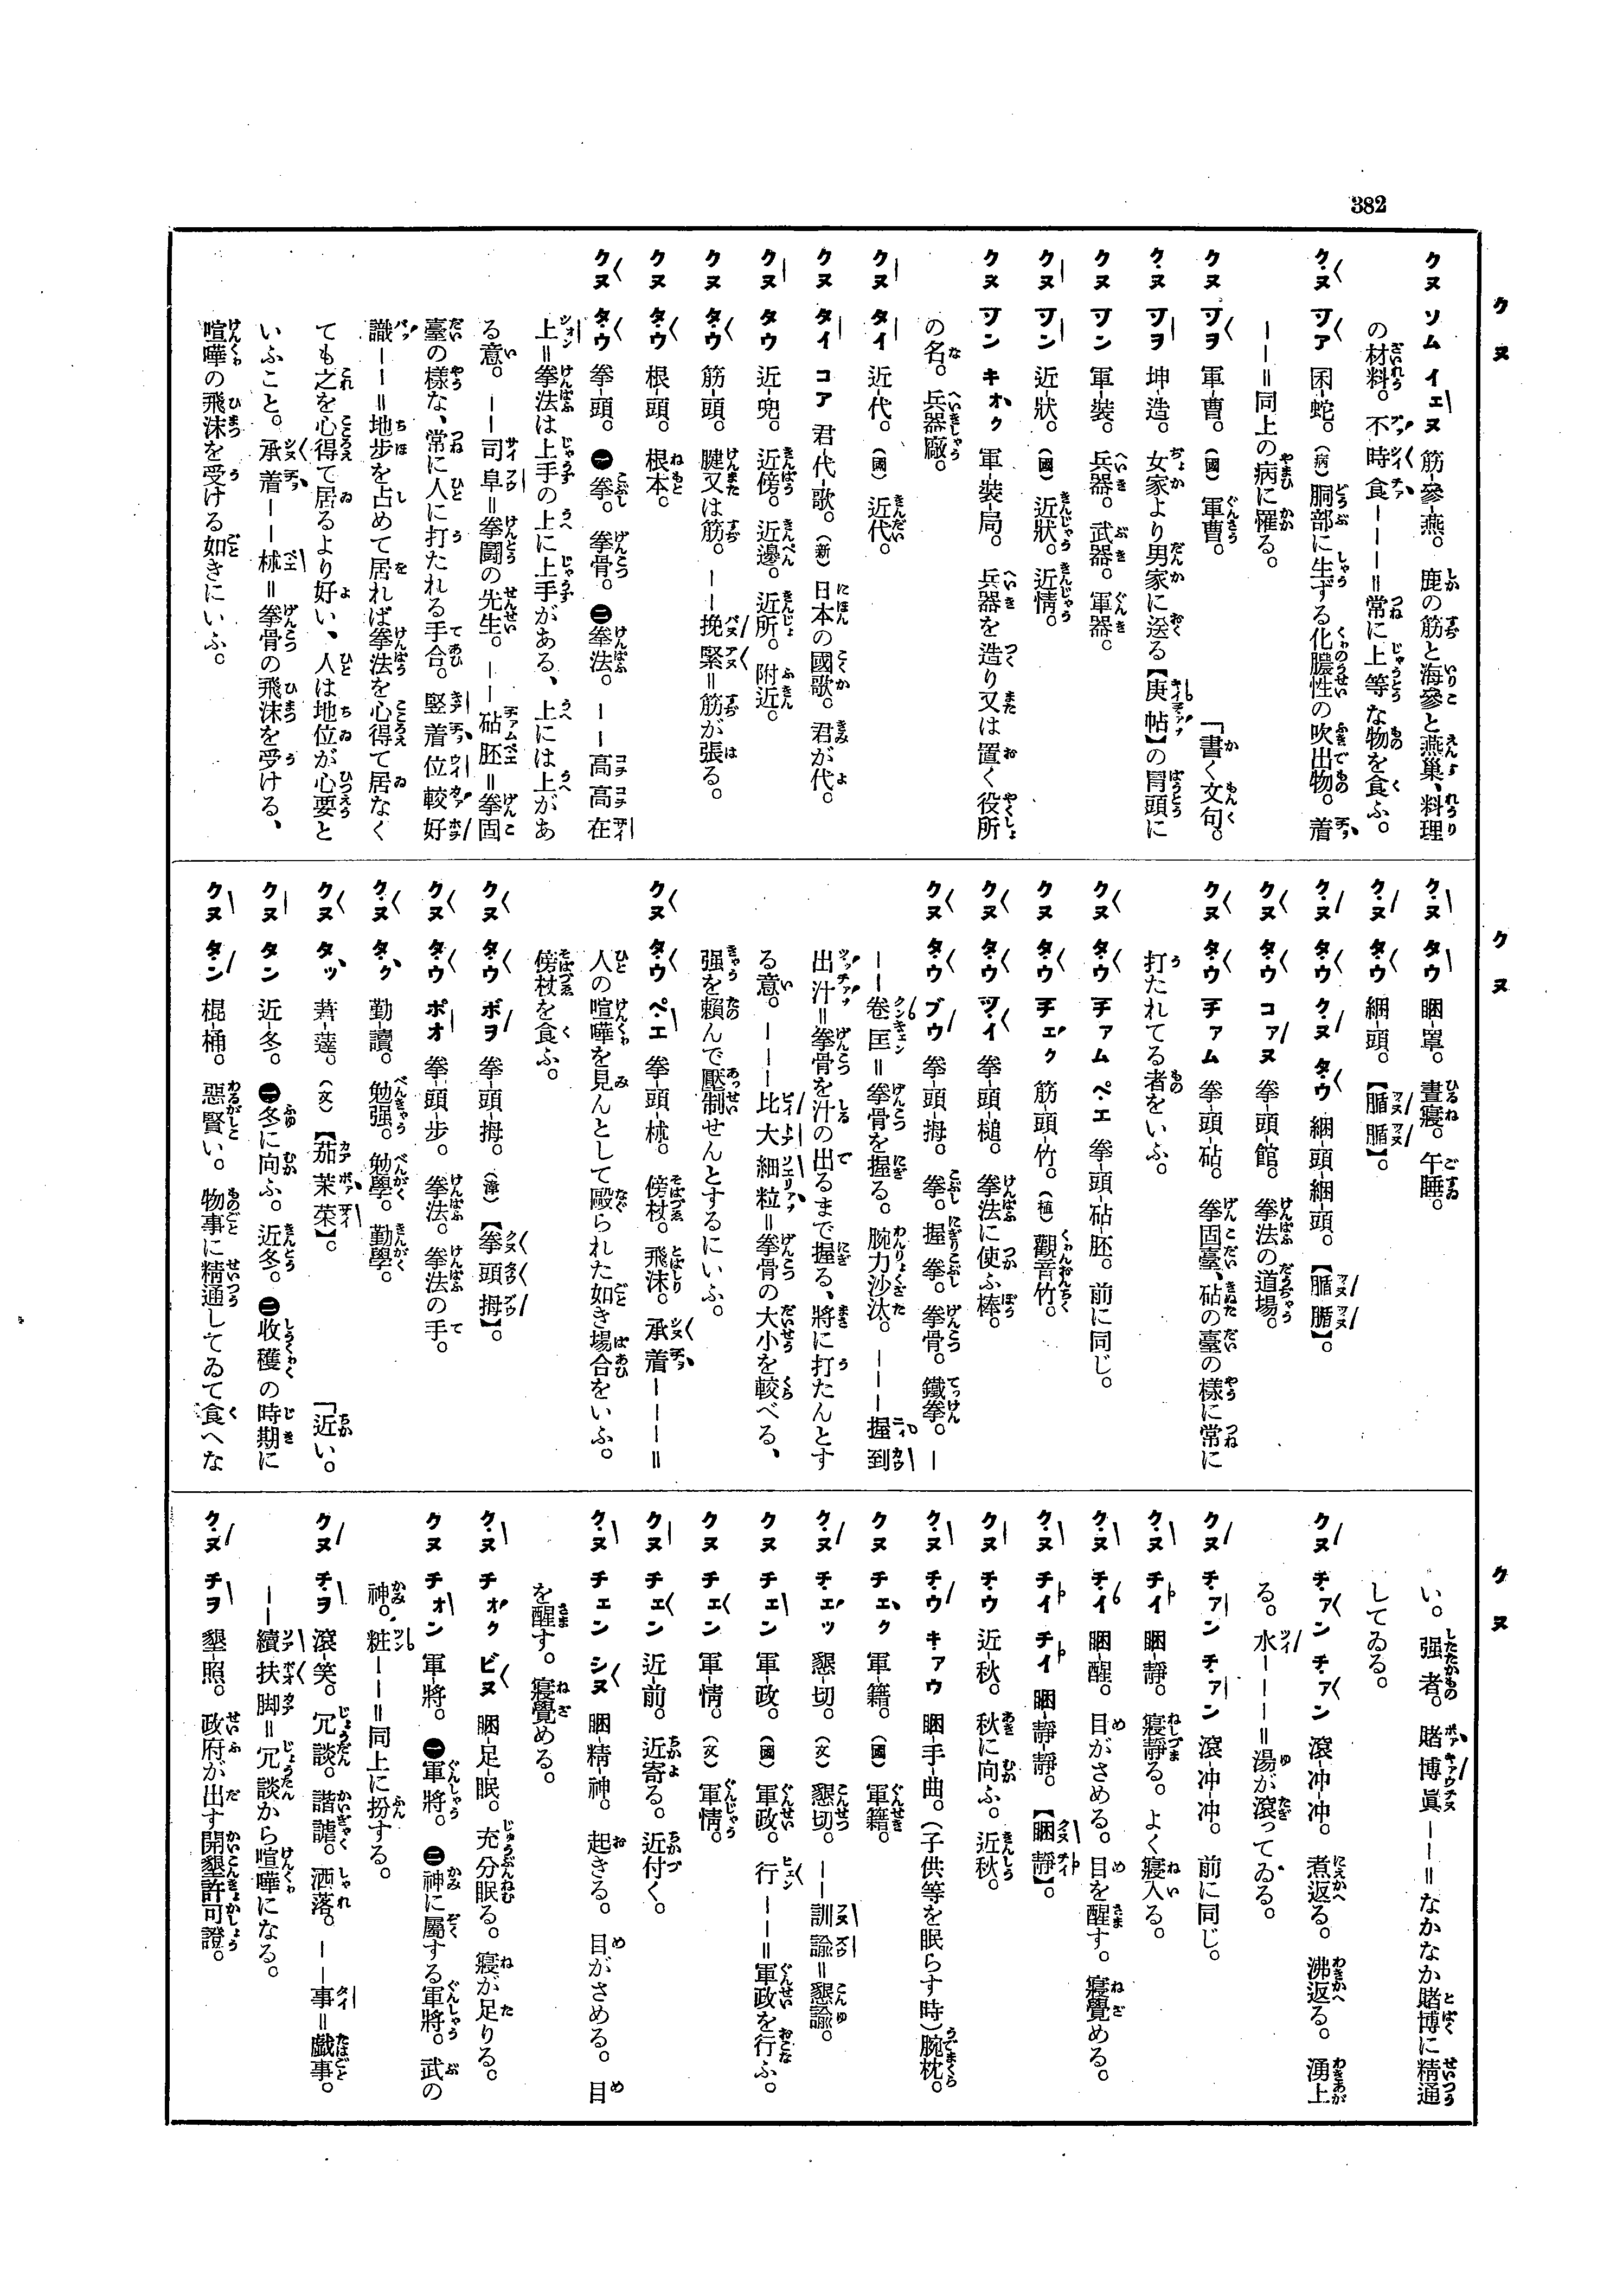 382
クヌ
クヌ ソム イェヌ 筋-參-燕。 鹿の筋と海參と燕巢、料理
の材料。不時食ーーー＝常に上等な物を食ふ。
クヌ ツァ 困-蛇。（病）胴部に生ずる化膿性の吹出物。着
ーー＝同上の病に罹る。
クヌ ツヲ 軍-曹。（國）軍曹。 「書く文句。
クヌ ツヲ 坤-造。 女家より男家に送る【庚帖】の冒頭に
クヌ ツン 軍-裝。 兵器。武器。軍器。
クヌ ツン 近-狀。（國）近狀。近情。
クヌ ツン キオク 軍-裝-局。 兵器を造り又は置く役所
の名。兵器廠。
クヌ タイ 近-代。（國）近代。
クヌ タイ コア 君-代-歌。（新）日本の國歌。君が代。
クヌ タウ 近-兜。 近傍。近邊。近所。附近。
クヌ タウ 筋-頭。 腱又は筋。ーー挽緊＝筋が張る。
クヌ タウ 根-頭。 根本。
クヌ タウ 拳-頭。 ㊀拳。拳骨。㊁拳法。ーー高高在
上＝拳法は上手の上に上手がある、上には上があ
る意。ーー司阜＝拳鬪の先生。ーー砧胚＝拳固
臺の樣な、常に人に打たれる手合。竪着位較好
識ーー＝地步を占めて居れば拳法を心得て居なく
ても之を心得て居るより好い、人は地位が心要と
いふこと。承着ーー柹＝拳骨の飛沫を受ける、
喧嘩の飛沫を受ける如きにいふ。
クヌ
クヌ タウ 睏-罩。 晝寢。午睡。
クヌ タウ 綑-頭。【腯腯】。
クヌ タウ クヌ タウ 綑-頭-綑-頭。【腯腯】。
クヌ タウ コァヌ 拳-頭-館。 拳法の道場。
クヌ タウ チァム 拳-頭-砧。 拳固臺、砧の臺の樣に常に
打たれてる者をいふ。
クヌ タウ チァム ペエ 拳-頭-砧-胚。前に同じ。
クヌ タウ チェク 筋-頭-竹。（植）觀音竹。
クヌ タウ ツイ 拳-頭-槌。 拳法に使ふ棒。
クヌ タウ ブウ 拳-頭-拇。 拳。握拳。拳骨。鐵拳。ー
ーー卷匡＝拳骨を握る。腕力沙汰。ーーー握到
出汁＝拳骨を汁の出るまで握る、將に打たんとす
る意。ーーー比大細粒＝拳骨の大小を較べる、
强を賴んで壓制せんとするにいふ。
クヌ タウ ペエ 拳-頭-柹。 傍杖。飛沫。承着ーーー＝
人の喧嘩を見んとして毆られた如き場合をいふ。
傍杖を食ふ。
クヌ タウ ボヲ 拳-頭-拇。（漳）【拳頭拇】。
クヌ タウ ポオ 拳-頭-步。 拳法。拳法の手。
クヌ タク 勤-讀。 勉强。勉學。勤學。
クヌ タッ 莙-薘。（文）【茄茉菜】。 「近い。
クヌ タン 近-冬。 ㊀冬に向ふ。近冬。㊁收穫の時期に
クヌ タン 棍-桶。 惡賢い。物事に精通してゐて食へな
クヌ
い。强者。賭博眞ーー＝なかなか賭博に精通
してゐる。
クヌ チァン チァン 滾-冲-冲。 煮返る。沸返る。湧上
る。水ーーー＝湯が滾ってゐる。
クヌ チァン チァン 滾-冲-冲。 前に同じ。
クヌ チイ 睏-靜。 寢靜る。よく寢入る。
クヌ チイ 睏-醒。 目がさめる。目を醒す。寢覺める。
クヌ チイ チイ 睏-靜-靜。【睏靜】。
クヌ チウ 近-秋。 秋に向ふ。近秋。
クヌ チウ キァウ 睏-手-曲。（子供等を眠らす時）腕枕。
クヌ チェク 軍-籍。（國）軍籍。
クヌ チェッ 懇-切。（文）懇切。ーー訓諭＝懇諭。
クヌ チェン 軍-政。（國）軍政。行ーー＝軍政を行ふ。
クヌ チェン 軍-情。（文）軍情。
クヌ チェン 近-前。 近寄る。近付く。
クヌ チェン シヌ 睏-精-神。 起きる。目がさめる。目
を醒す。寢覺める。
クヌ チォク ビヌ 睏-足-眠。 充分眠る。寢が足りる。
クヌ チォン 軍-將。 ㊀軍將。㊁神に屬する軍將。武の
神。粧ーー＝同上に扮する。
クヌ チヲ 滾-笑。 冗談。諧謔。洒落。ーー事＝戲事。
ーー續扶脚＝冗談から喧嘩になる。
クヌ チヲ 墾-照。 政府が出す開墾許可證。